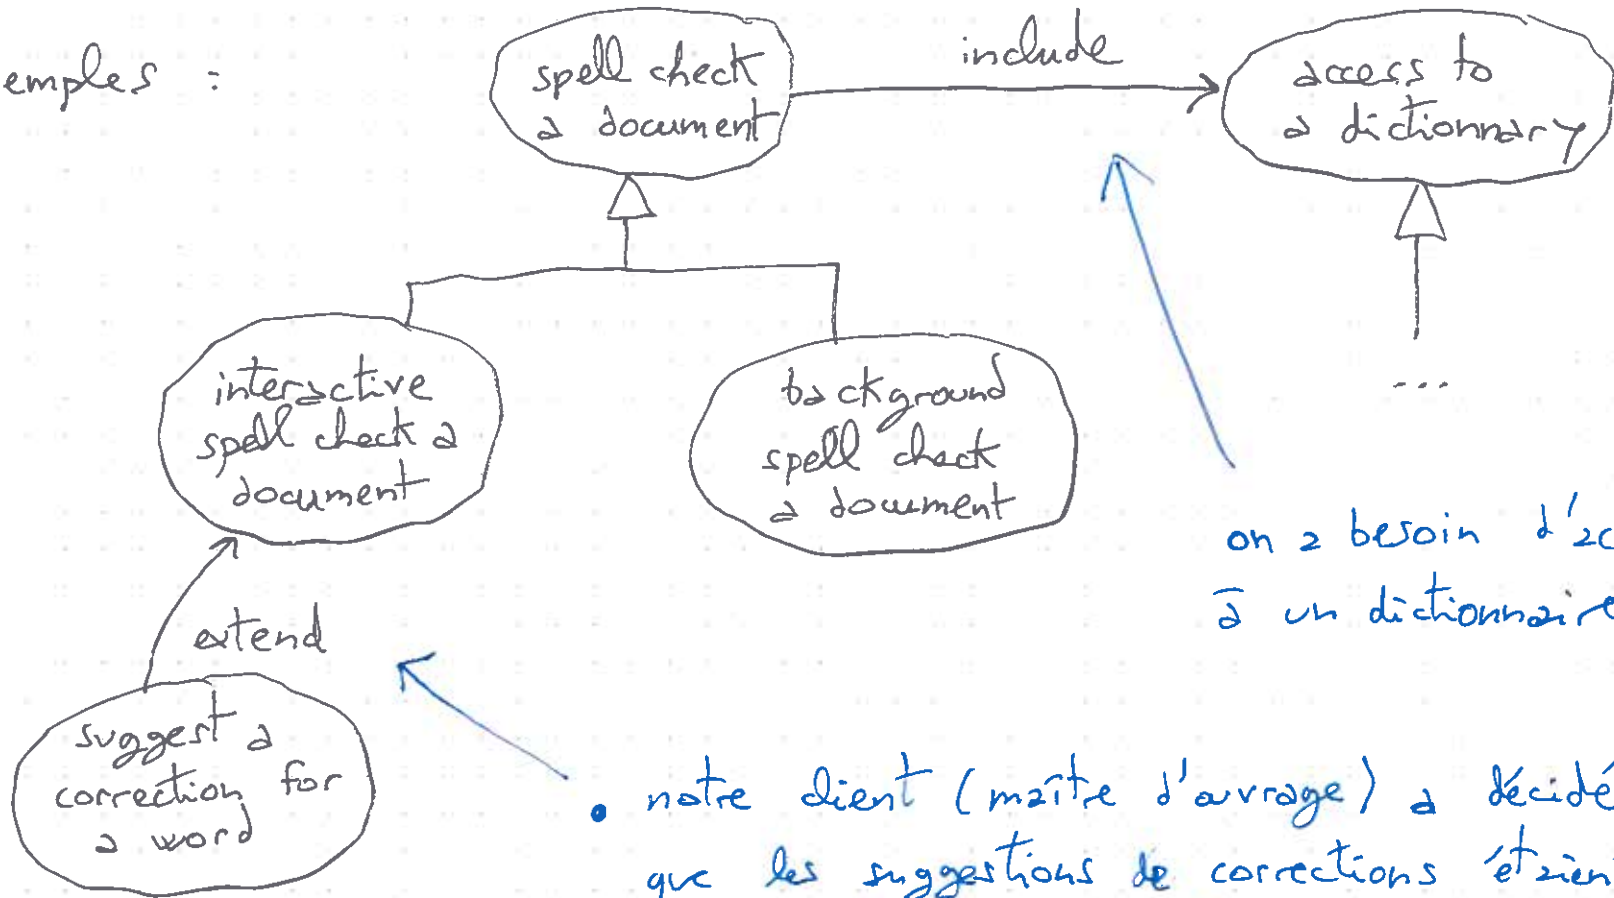 emples :
spell check
a document
include
access to
a dictionnary
interactive
spell check a
document
background
spell check
a document
...
extend
suggest a
correction for
a word
on a besoin d'ac
à un dictionnaire
• notre client (maître d'ouvrage) a décidé
que les suggestions de corrections étaien